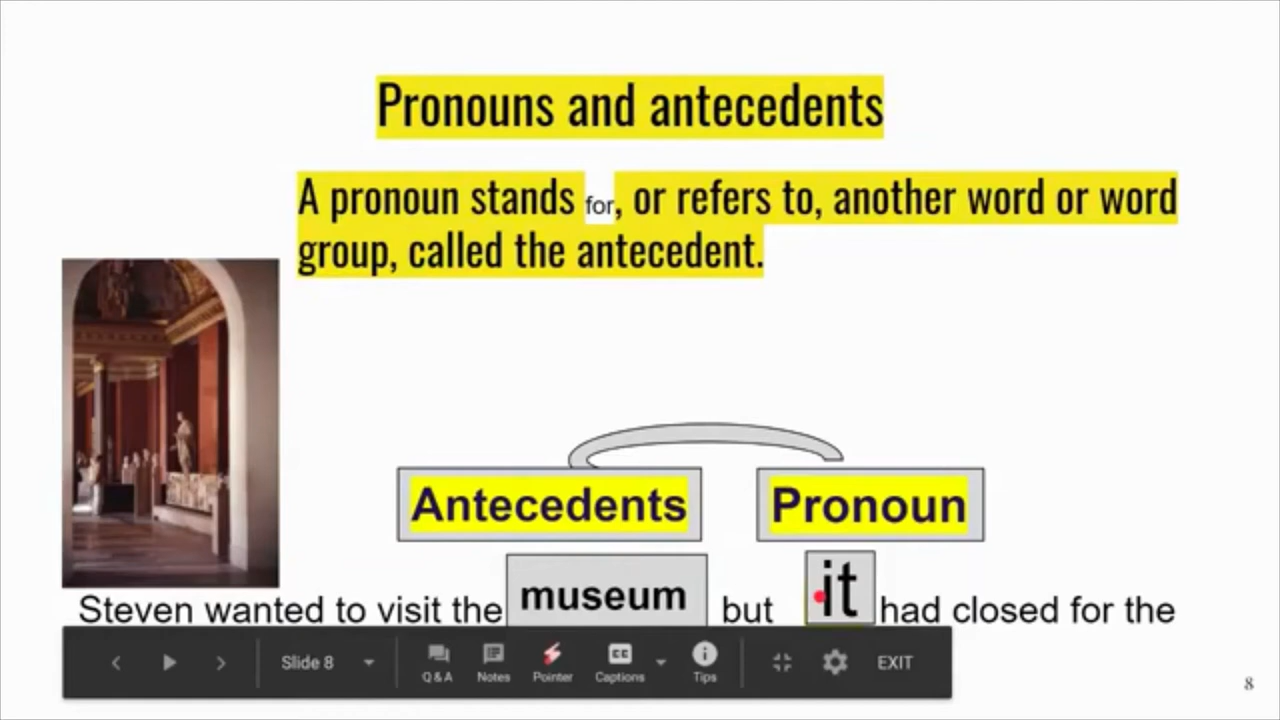 Pronouns and antecedents
A pronoun stands for, or refers to, another word or word
group, called the antecedent.
Antecedents Pronoun
Steven wanted to visit the museum but it had closed for the
Slide 8 Q&A Notes Pointer CC Captions Tips EXIT
8